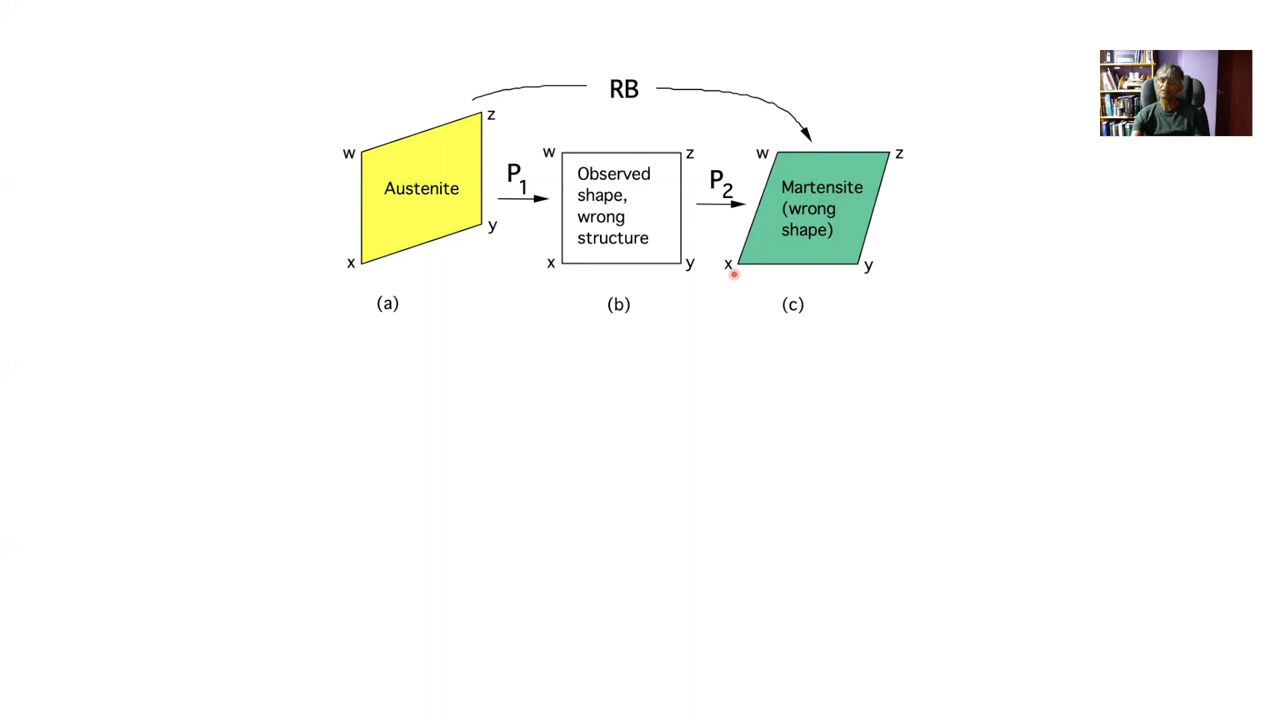 RB
w
z
Austenite
x
y
P1
w
z
Observed
shape,
wrong
structure
x
y
P2
w
z
Martensite
(wrong
shape)
x
y
(a)
(b)
(c)